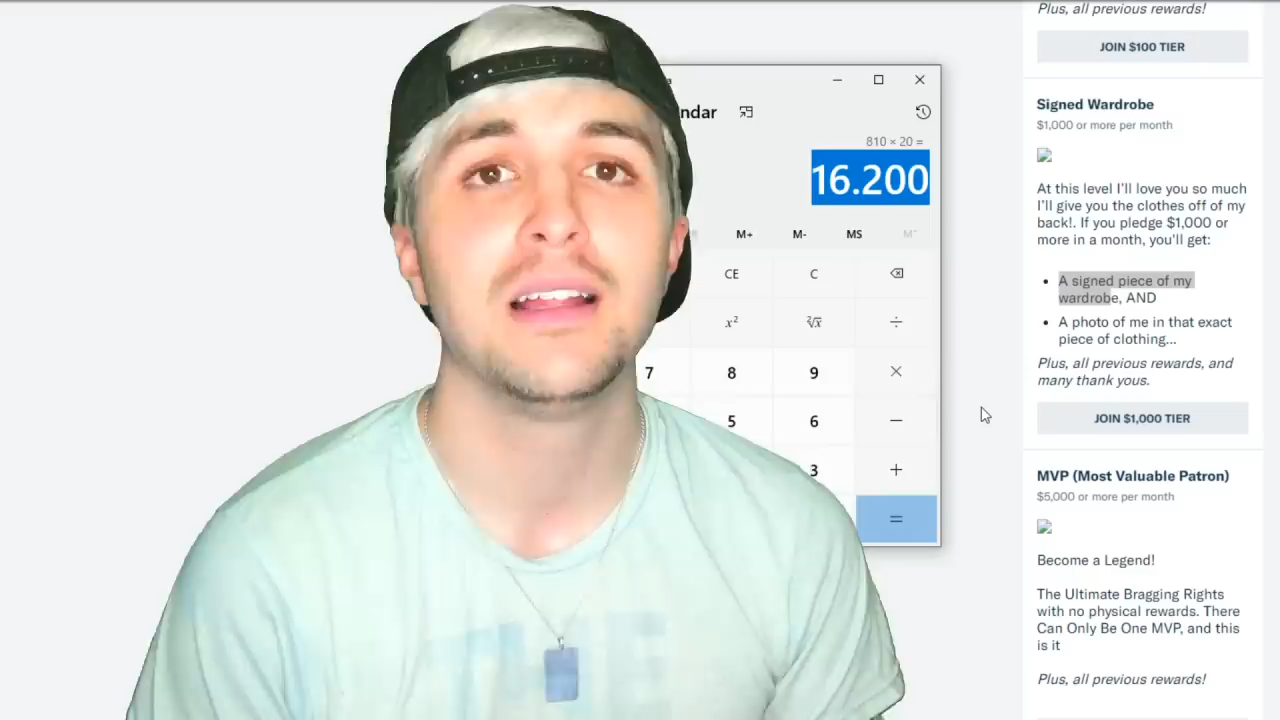 ndar
810 × 20 =
16.200
M+ M- MS M˅
CE C
x² ²√x ÷
7 8 9 ×
5 6 −
3 +
=
Plus, all previous rewards!
JOIN $100 TIER
Signed Wardrobe
$1,000 or more per month
At this level I'll love you so much
I'll give you the clothes off of my
back!. If you pledge $1,000 or
more in a month, you'll get:
• A signed piece of my
wardrobe, AND
• A photo of me in that exact
piece of clothing...
Plus, all previous rewards, and
many thank yous.
JOIN $1,000 TIER
MVP (Most Valuable Patron)
$5,000 or more per month
Become a Legend!
The Ultimate Bragging Rights
with no physical rewards. There
Can Only Be One MVP, and this
is it
Plus, all previous rewards!
THE